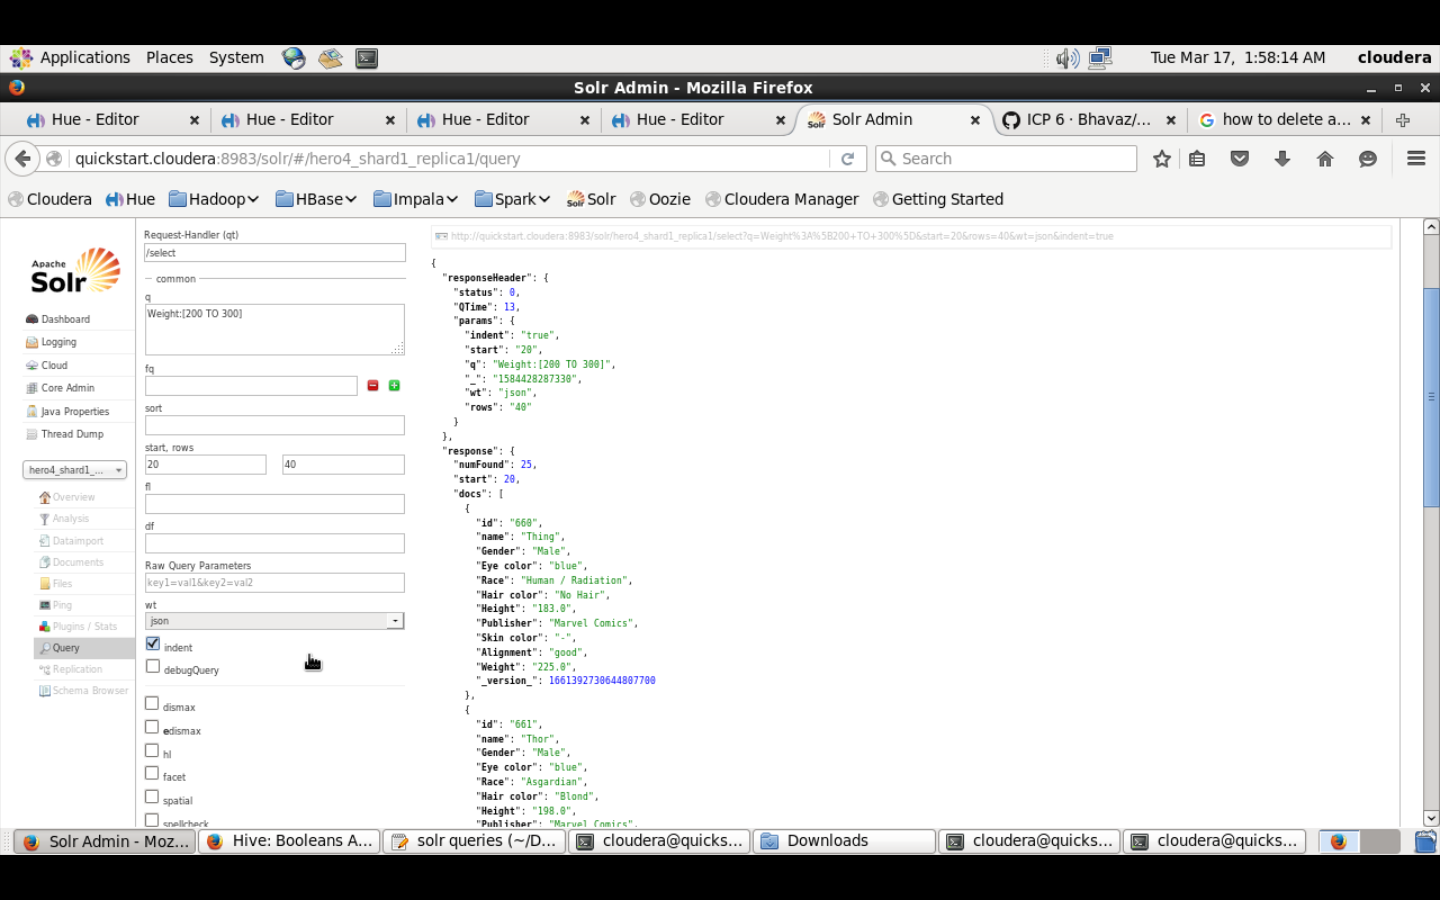 Applications Places System Tue Mar 17, 1:58:14 AM cloudera
Solr Admin - Mozilla Firefox
Hue - Editor Hue - Editor Hue - Editor Hue - Editor Solr Admin ICP 6 · Bhavaz/... how to delete a...
quickstart.cloudera:8983/solr/#/hero4_shard1_replica1/query Search
Cloudera Hue Hadoop HBase Impala Spark Solr Oozie Cloudera Manager Getting Started
Apache
Solr
Dashboard
Logging
Cloud
Core Admin
Java Properties
Thread Dump
hero4_shard1_...
Overview
Analysis
Dataimport
Documents
Files
Ping
Plugins / Stats
Query
Replication
Schema Browser
Request-Handler (qt)
/select
common
q
Weight:[200 TO 300]
fq
sort
start, rows
20 40
fl
df
Raw Query Parameters
key1=val1&key2=val2
wt
json
indent
debugQuery
dismax
edismax
hl
facet
spatial
spellcheck
http://quickstart.cloudera:8983/solr/hero4_shard1_replica1/select?q=Weight%3A%5B200+TO+300%5D&start=20&rows=40&wt=json&indent=true
{
"responseHeader": {
"status": 0,
"QTime": 13,
"params": {
"indent": "true",
"start": "20",
"q": "Weight:[200 TO 300]",
"_": "1584428287330",
"wt": "json",
"rows": "40"
}
},
"response": {
"numFound": 25,
"start": 20,
"docs": [
{
"id": "660",
"name": "Thing",
"Gender": "Male",
"Eye color": "blue",
"Race": "Human / Radiation",
"Hair color": "No Hair",
"Height": "183.0",
"Publisher": "Marvel Comics",
"Skin color": "-",
"Alignment": "good",
"Weight": "225.0",
"_version_": 1661392730644807700
},
{
"id": "661",
"name": "Thor",
"Gender": "Male",
"Eye color": "blue",
"Race": "Asgardian",
"Hair color": "Blond",
"Height": "198.0",
"Publisher": "Marvel Comics",
Solr Admin - Moz... Hive: Booleans A... solr queries (~/D... cloudera@quicks... Downloads cloudera@quicks... cloudera@quicks...